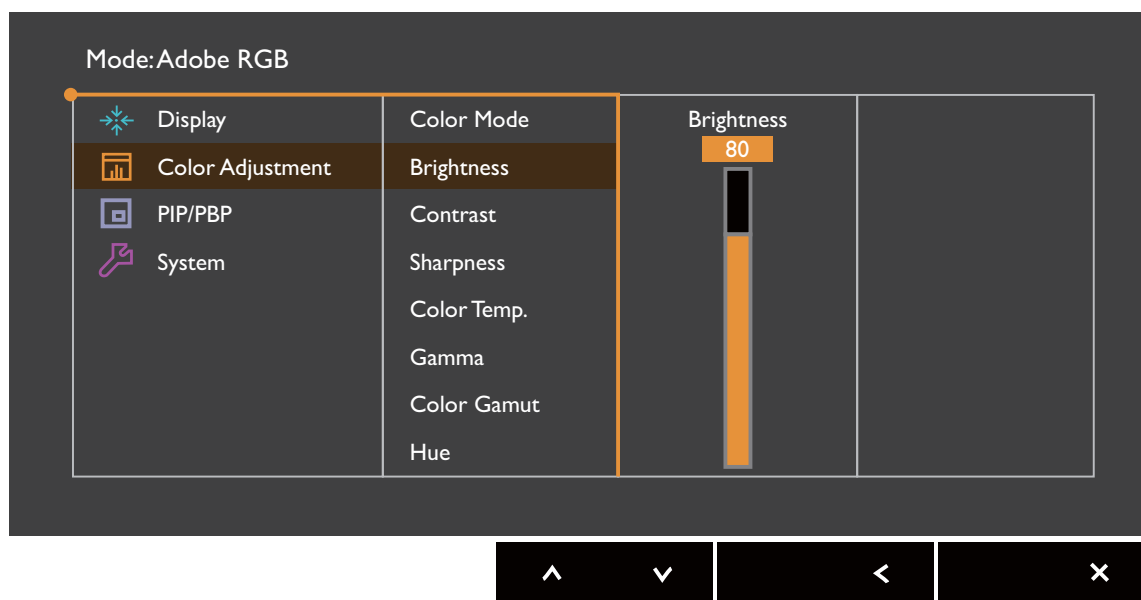 Mode: Adobe RGB
Display
Color Adjustment
PIP/PBP
System
Color Mode
Brightness
Contrast
Sharpness
Color Temp.
Gamma
Color Gamut
Hue
Brightness
80